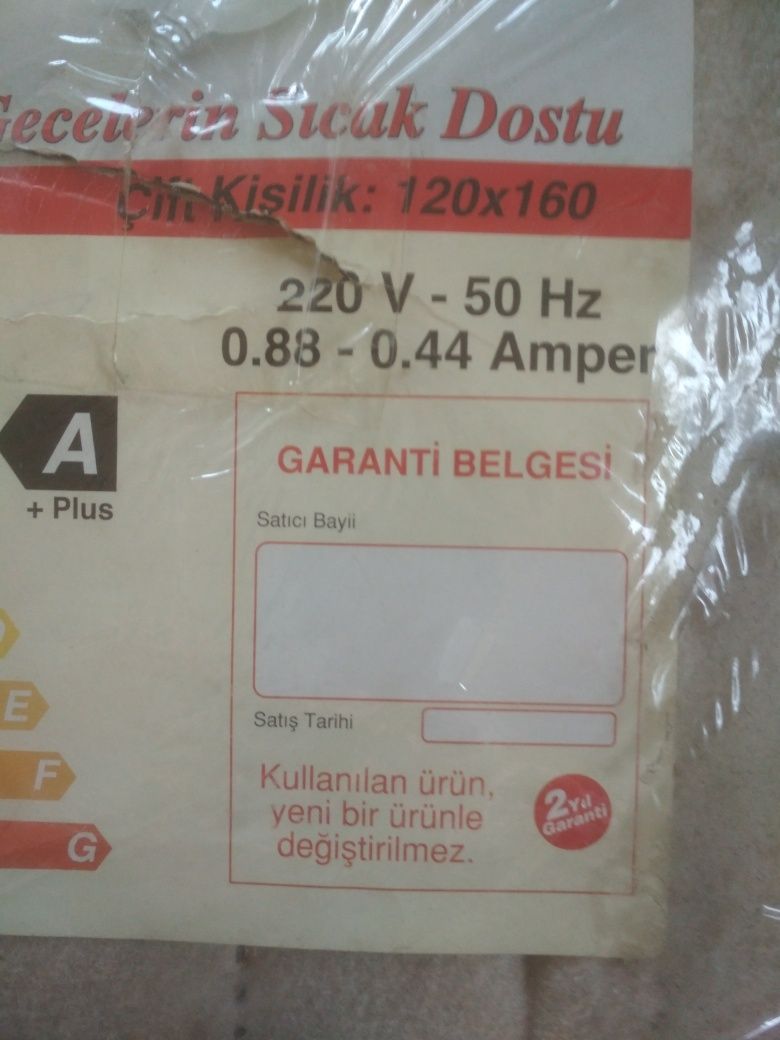 Gecelerin Sıcak Dostu
Çift Kişilik: 120x160
220 V - 50 Hz
0.88 - 0.44 Amper
A
+ Plus
E
F
G
GARANTİ BELGESİ
Satıcı Bayii
Satış Tarihi
Kullanılan ürün,
yeni bir ürünle
değiştirilmez.
2 Yıl
Garanti